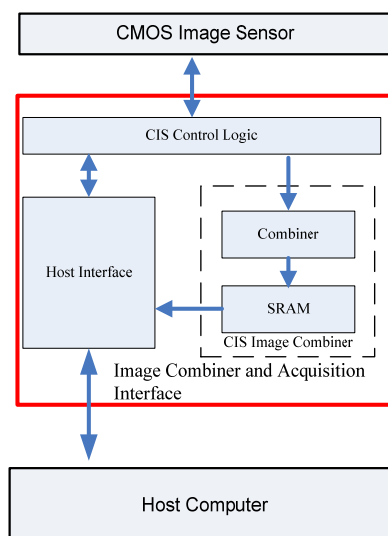 CMOS Image Sensor
CIS Control Logic
Combiner
Host Interface
SRAM
CIS Image Combiner
Image Combiner and Acquisition
Interface
Host Computer